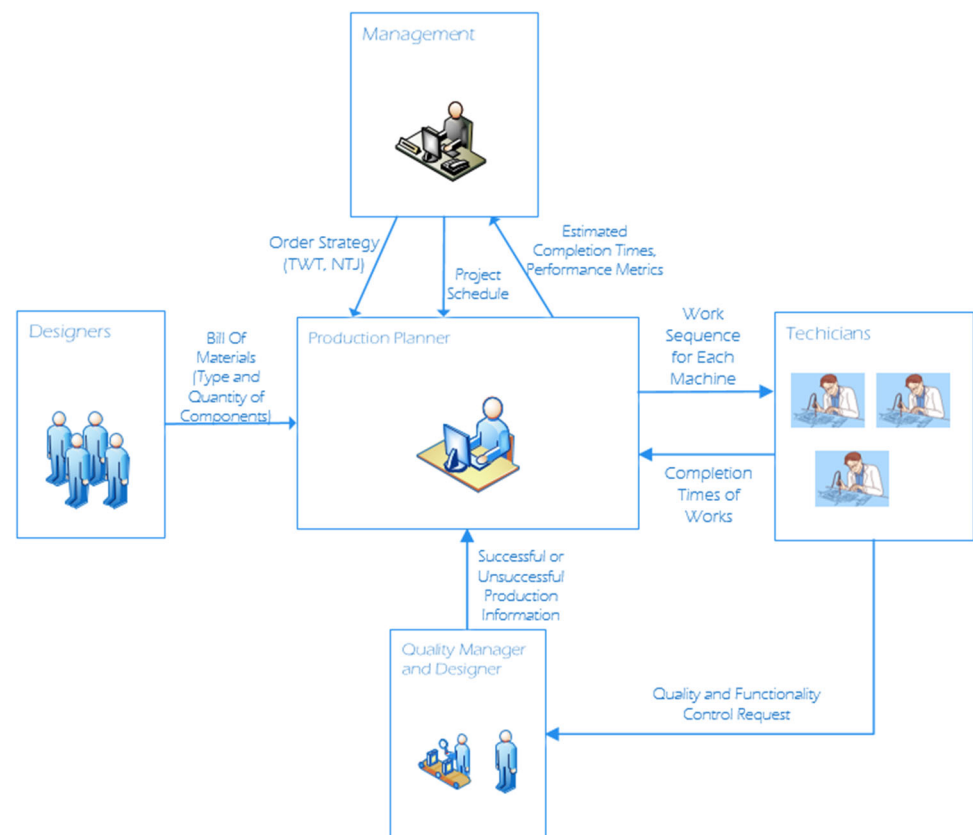 Management
Order Strategy
(TWT, NTJ)
Project
Schedule
Estimated
Completion Times,
Performance Metrics
Designers
Bill Of
Materials
(Type and
Quantity of
Components)
Production Planner
Work
Sequence
for Each
Machine
Techicians
Completion
Times of
Works
Successful or
Unsuccessful
Production
Information
Quality Manager
and Designer
Quality and Functionality
Control Request